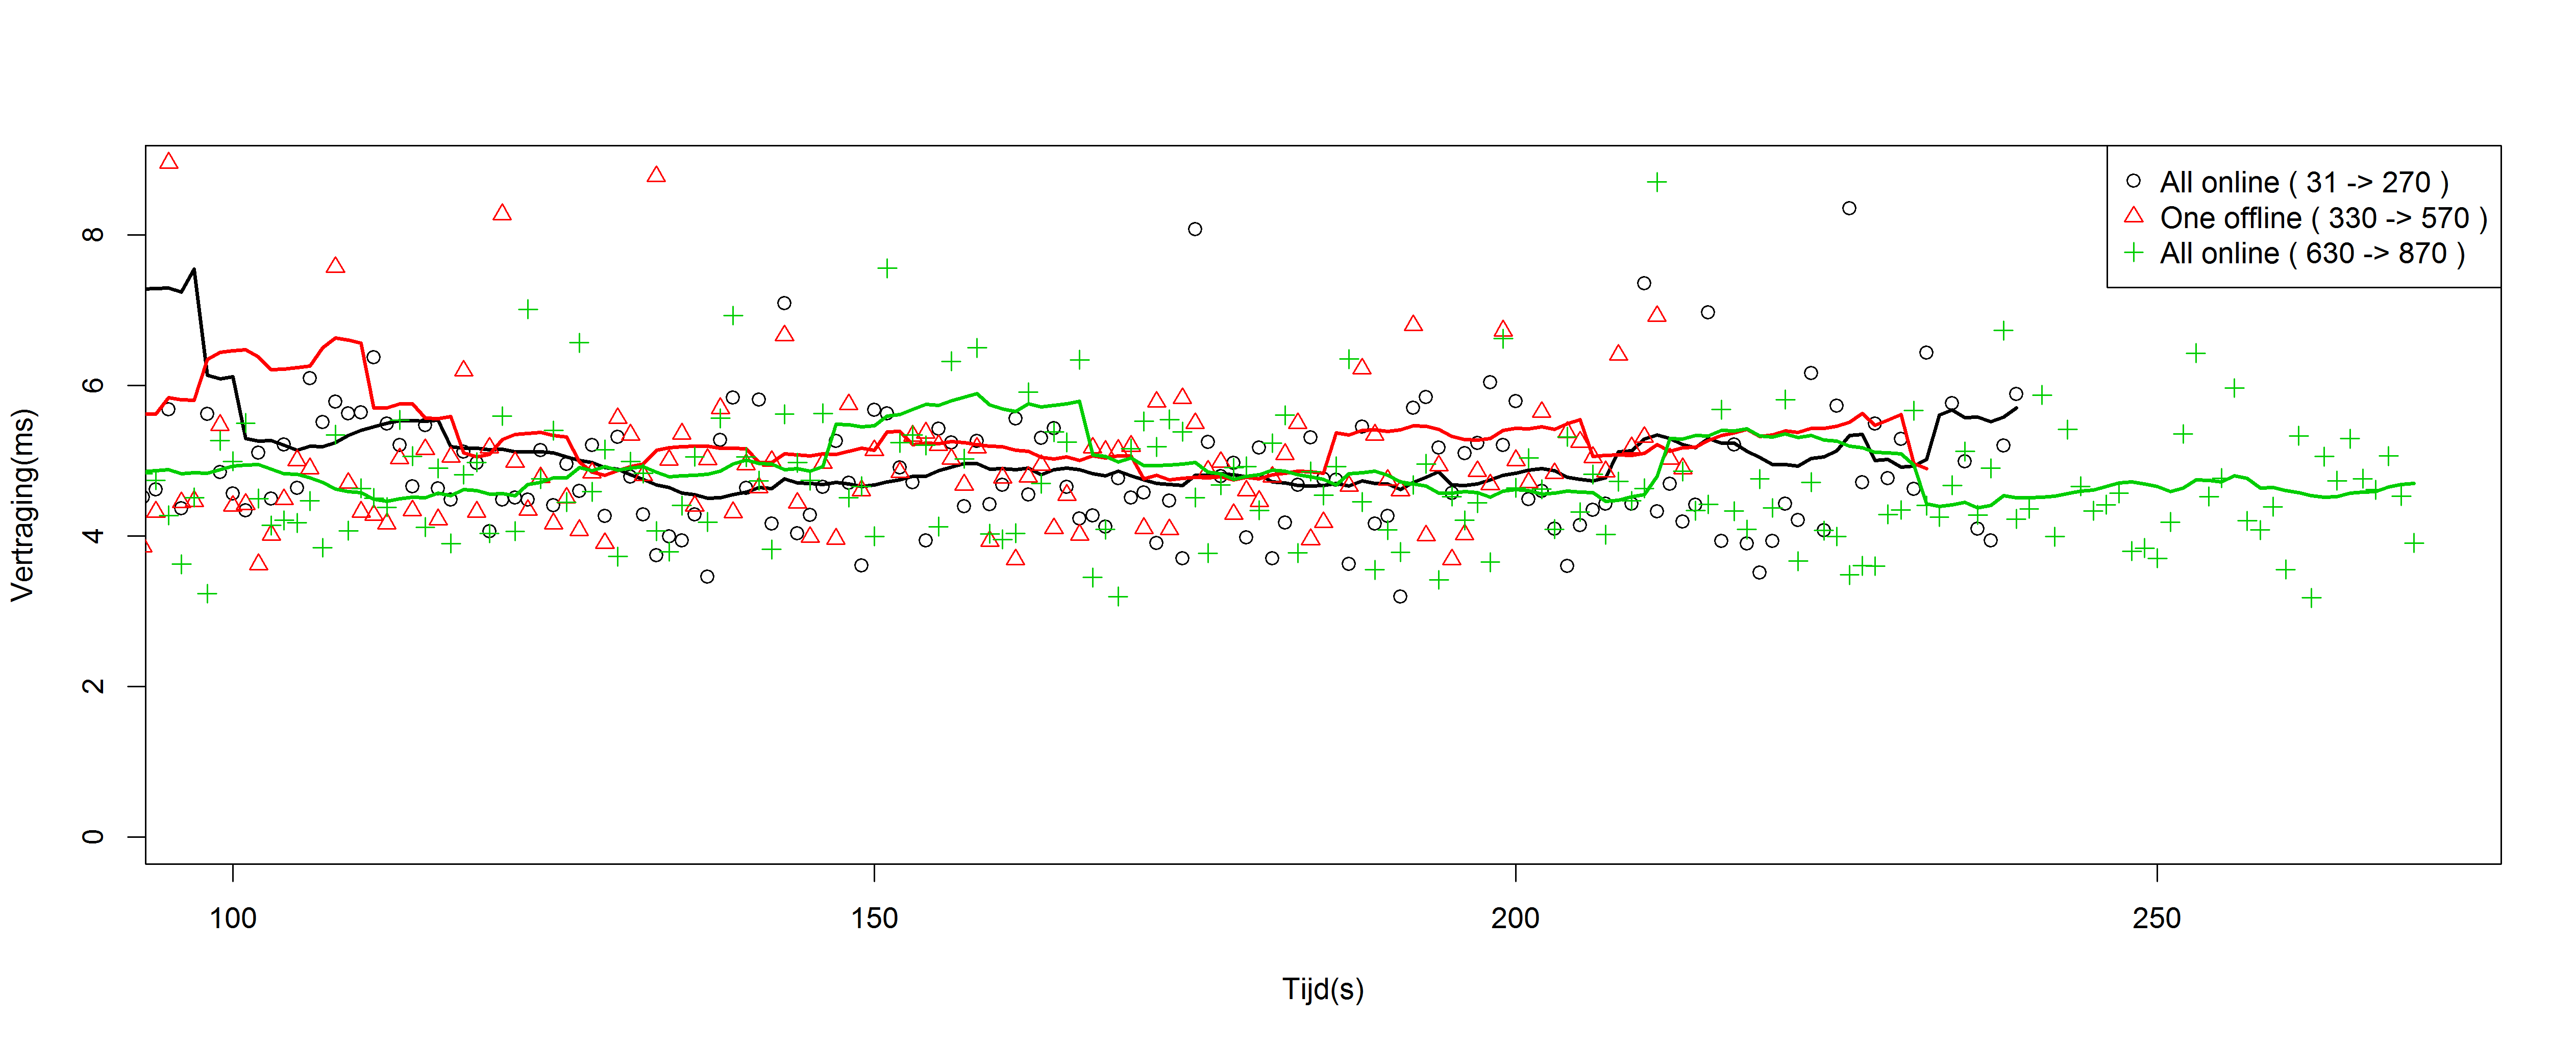 All online ( 31 -> 270 )
One offline ( 330 -> 570 )
All online ( 630 -> 870 )
Vertraging(ms)
8
6
4
2
0
100
150
200
250
Tijd(s)